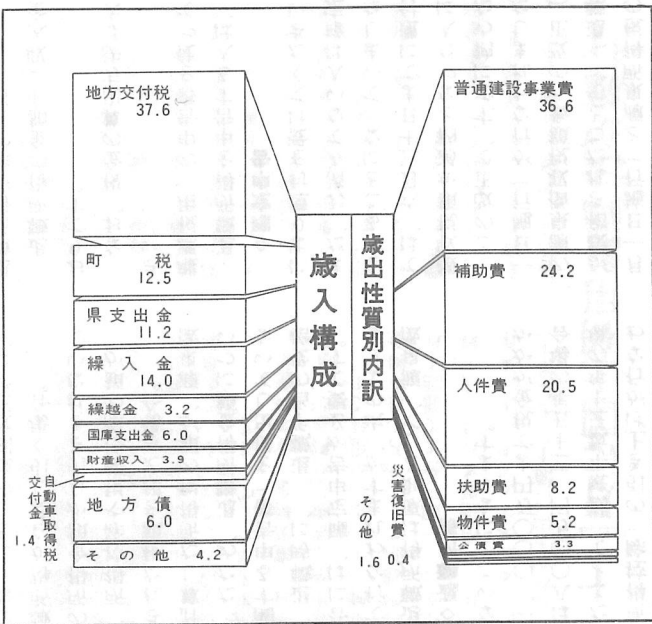 地方交付税
37.6
町 税
12.5
県支出金
11.2
繰入金
14.0
繰越金 3.2
国庫支出金 6.0
財産収入 3.9
自動車取得税
交付金
1.4
地方債
6.0
その他 4.2
歳入構成
歳出性質別内訳
普通建設事業費
36.6
補助費 24.2
人件費 20.5
扶助費 8.2
物件費 5.2
公債費 3.3
災害復旧費
0.4
その他
1.6